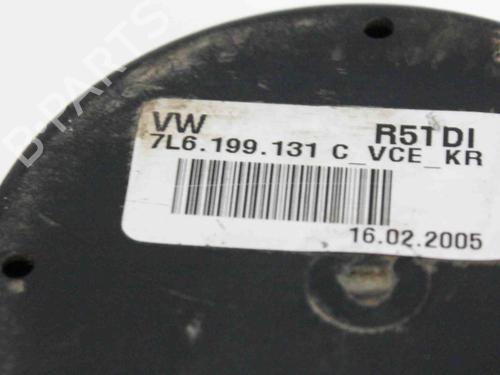 VW R5TDI
7L6.199.131 C_VCE_KR
16.02.2005
B-PARTS